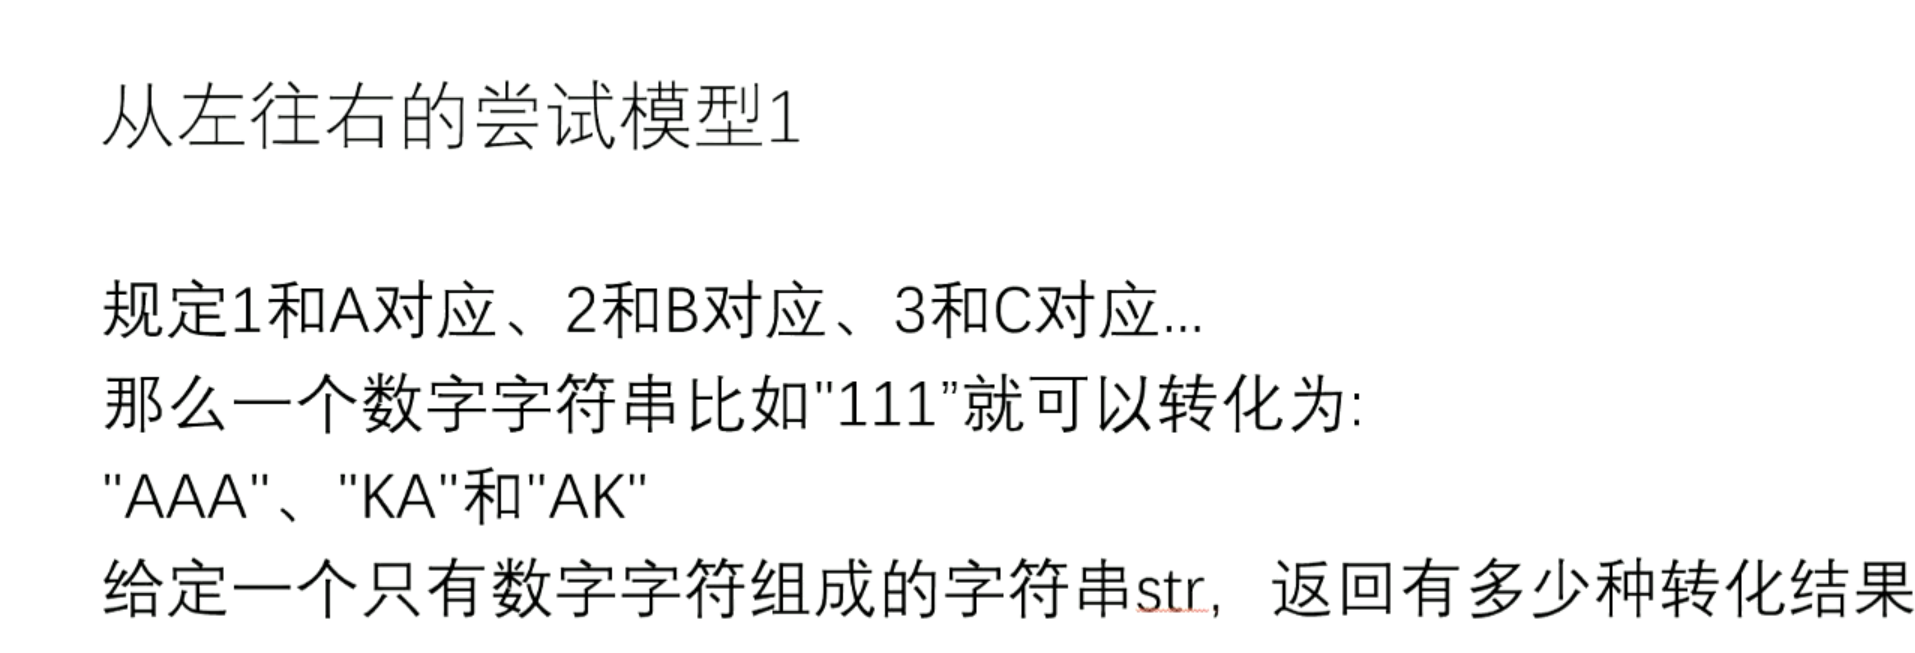 从左往右的尝试模型1
规定1和A对应、2和B对应、3和C对应...
那么一个数字字符串比如"111”就可以转化为:
"AAA"、"KA"和"AK"
给定一个只有数字字符组成的字符串str，返回有多少种转化结果